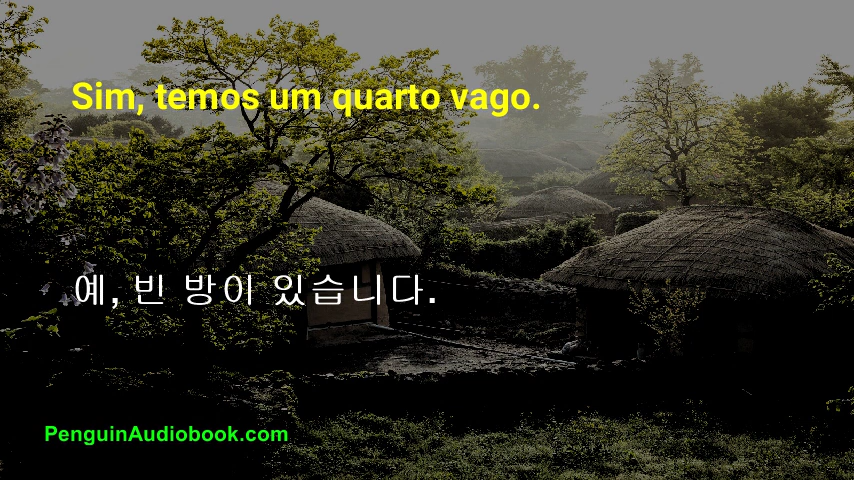 Sim, temos um quarto vago.
예, 빈 방이 있습니다.
PenguinAudiobook.com